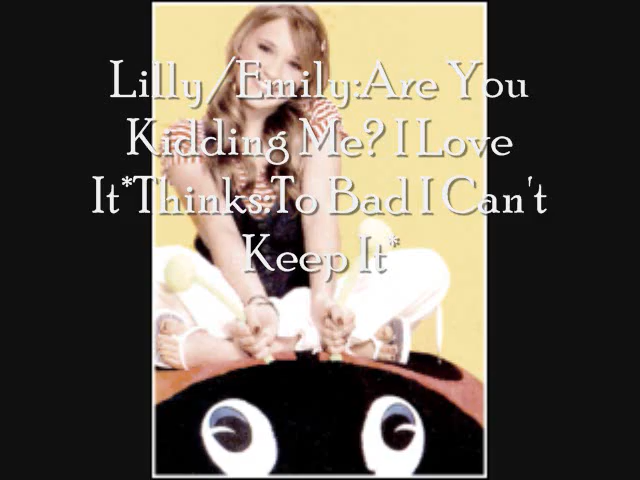 Lilly/Emily:Are You
Kidding Me? I Love
It*Thinks:To Bad I Can't
Keep It*